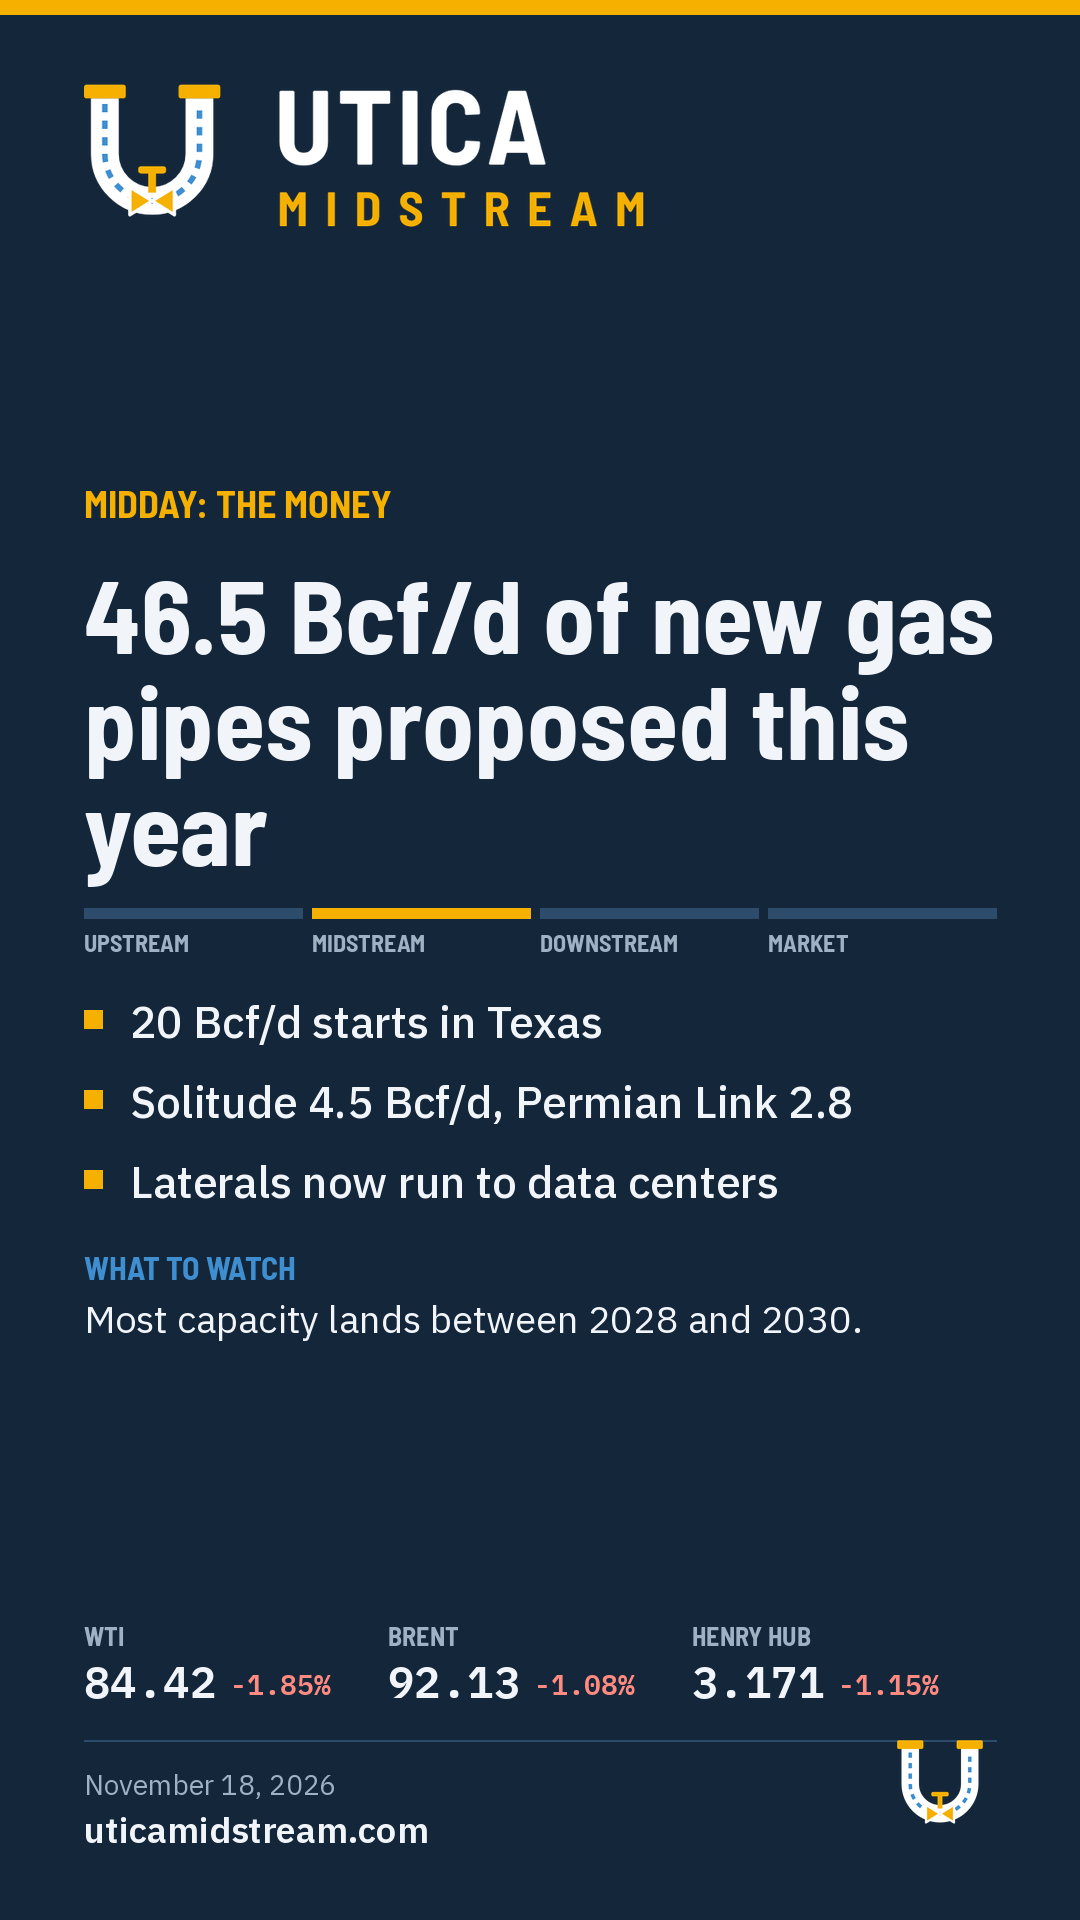 UTICA
MIDSTREAM
MIDDAY: THE MONEY
46.5 Bcf/d of new gas
pipes proposed this
year
UPSTREAM MIDSTREAM DOWNSTREAM MARKET
20 Bcf/d starts in Texas
Solitude 4.5 Bcf/d, Permian Link 2.8
Laterals now run to data centers
WHAT TO WATCH
Most capacity lands between 2028 and 2030.
WTI BRENT HENRY HUB
84.42 -1.85% 92.13 -1.08% 3.171 -1.15%
November 18, 2026
uticamidstream.com